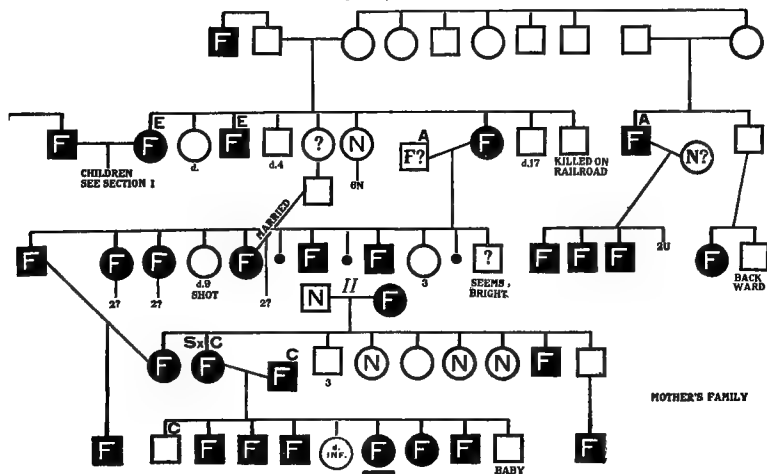 F
E E A A
F F F ? N F? F F N?
d. d.4 6N d.17 KILLED ON
RAILROAD
CHILDREN
SEE SECTION I
MARRIED
F F F F F F ? F F F 2U F
2? 2? d.9 2? 3 SEEMS, BACK
SHOT BRIGHT. WARD
N II F
Sx C C
F F F 3 N N N F
MOTHER'S FAMILY
C
F F F F d. F F F F
INF.
BABY